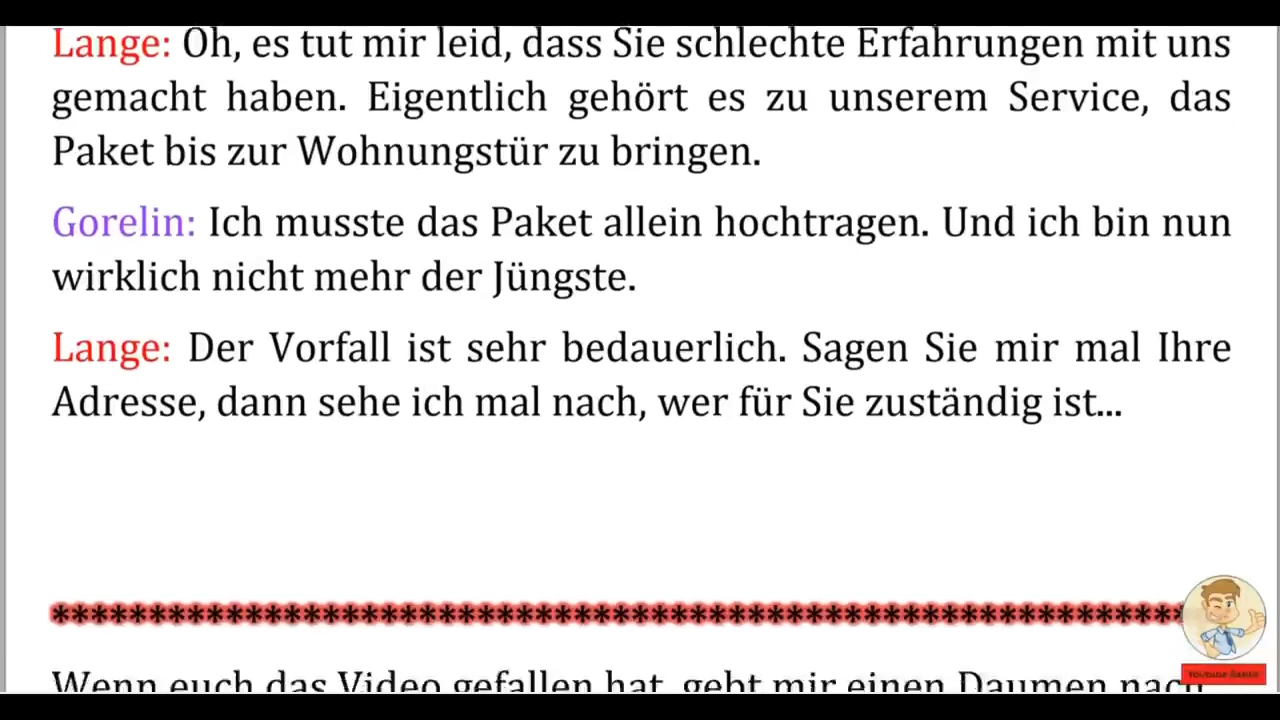 Lange: Oh, es tut mir leid, dass Sie schlechte Erfahrungen mit uns
gemacht haben. Eigentlich gehört es zu unserem Service, das
Paket bis zur Wohnungstür zu bringen.
Gorelin: Ich musste das Paket allein hochtragen. Und ich bin nun
wirklich nicht mehr der Jüngste.
Lange: Der Vorfall ist sehr bedauerlich. Sagen Sie mir mal Ihre
Adresse, dann sehe ich mal nach, wer für Sie zuständig ist...
************************************************************
Wenn euch das Video gefallen hat, gebt mir einen Daumen nach